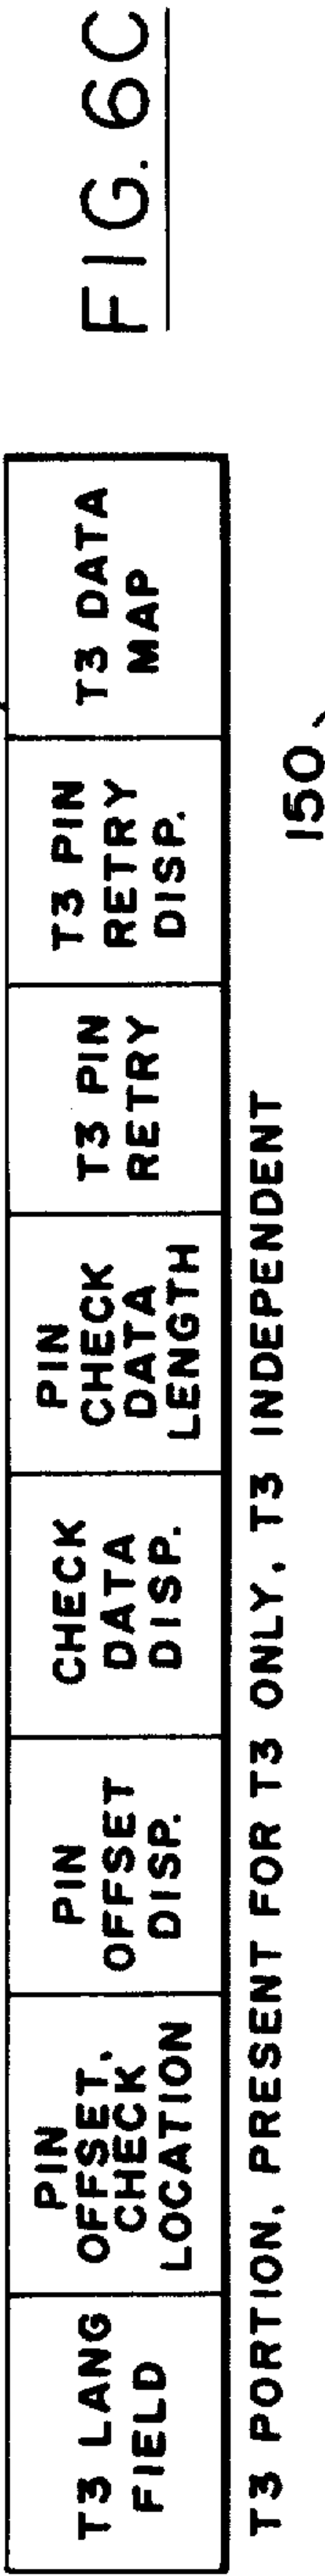 FIG. 6C
T3 LANG
FIELD
PIN
OFFSET,
CHECK
LOCATION
PIN
OFFSET
DISP.
CHECK
DATA
DISP.
PIN
CHECK
DATA
LENGTH
T3 PIN
RETRY
T3 PIN
RETRY
DISP.
T3 DATA
MAP
T3 PORTION, PRESENT FOR T3 ONLY, T3 INDEPENDENT
150